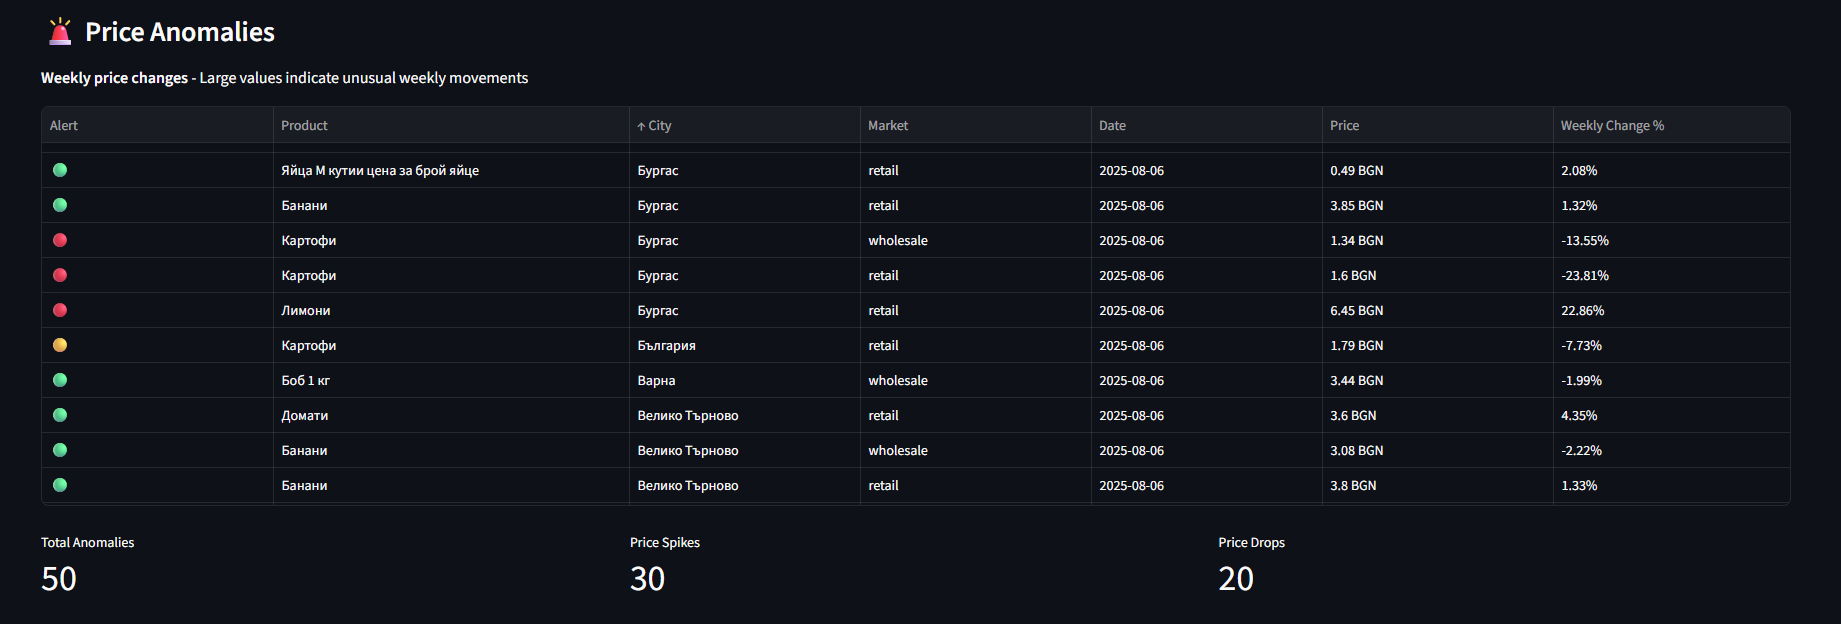 Price Anomalies
Weekly price changes - Large values indicate unusual weekly movements
Alert Product ↑ City Market Date Price Weekly Change %
Яйца М кутии цена за брой яйце Бургас retail 2025-08-06 0.49 BGN 2.08%
Банани Бургас retail 2025-08-06 3.85 BGN 1.32%
Картофи Бургас wholesale 2025-08-06 1.34 BGN -13.55%
Картофи Бургас retail 2025-08-06 1.6 BGN -23.81%
Лимони Бургас retail 2025-08-06 6.45 BGN 22.86%
Картофи България retail 2025-08-06 1.79 BGN -7.73%
Боб 1 кг Варна wholesale 2025-08-06 3.44 BGN -1.99%
Домати Велико Търново retail 2025-08-06 3.6 BGN 4.35%
Банани Велико Търново wholesale 2025-08-06 3.08 BGN -2.22%
Банани Велико Търново retail 2025-08-06 3.8 BGN 1.33%
Total Anomalies Price Spikes Price Drops
50 30 20